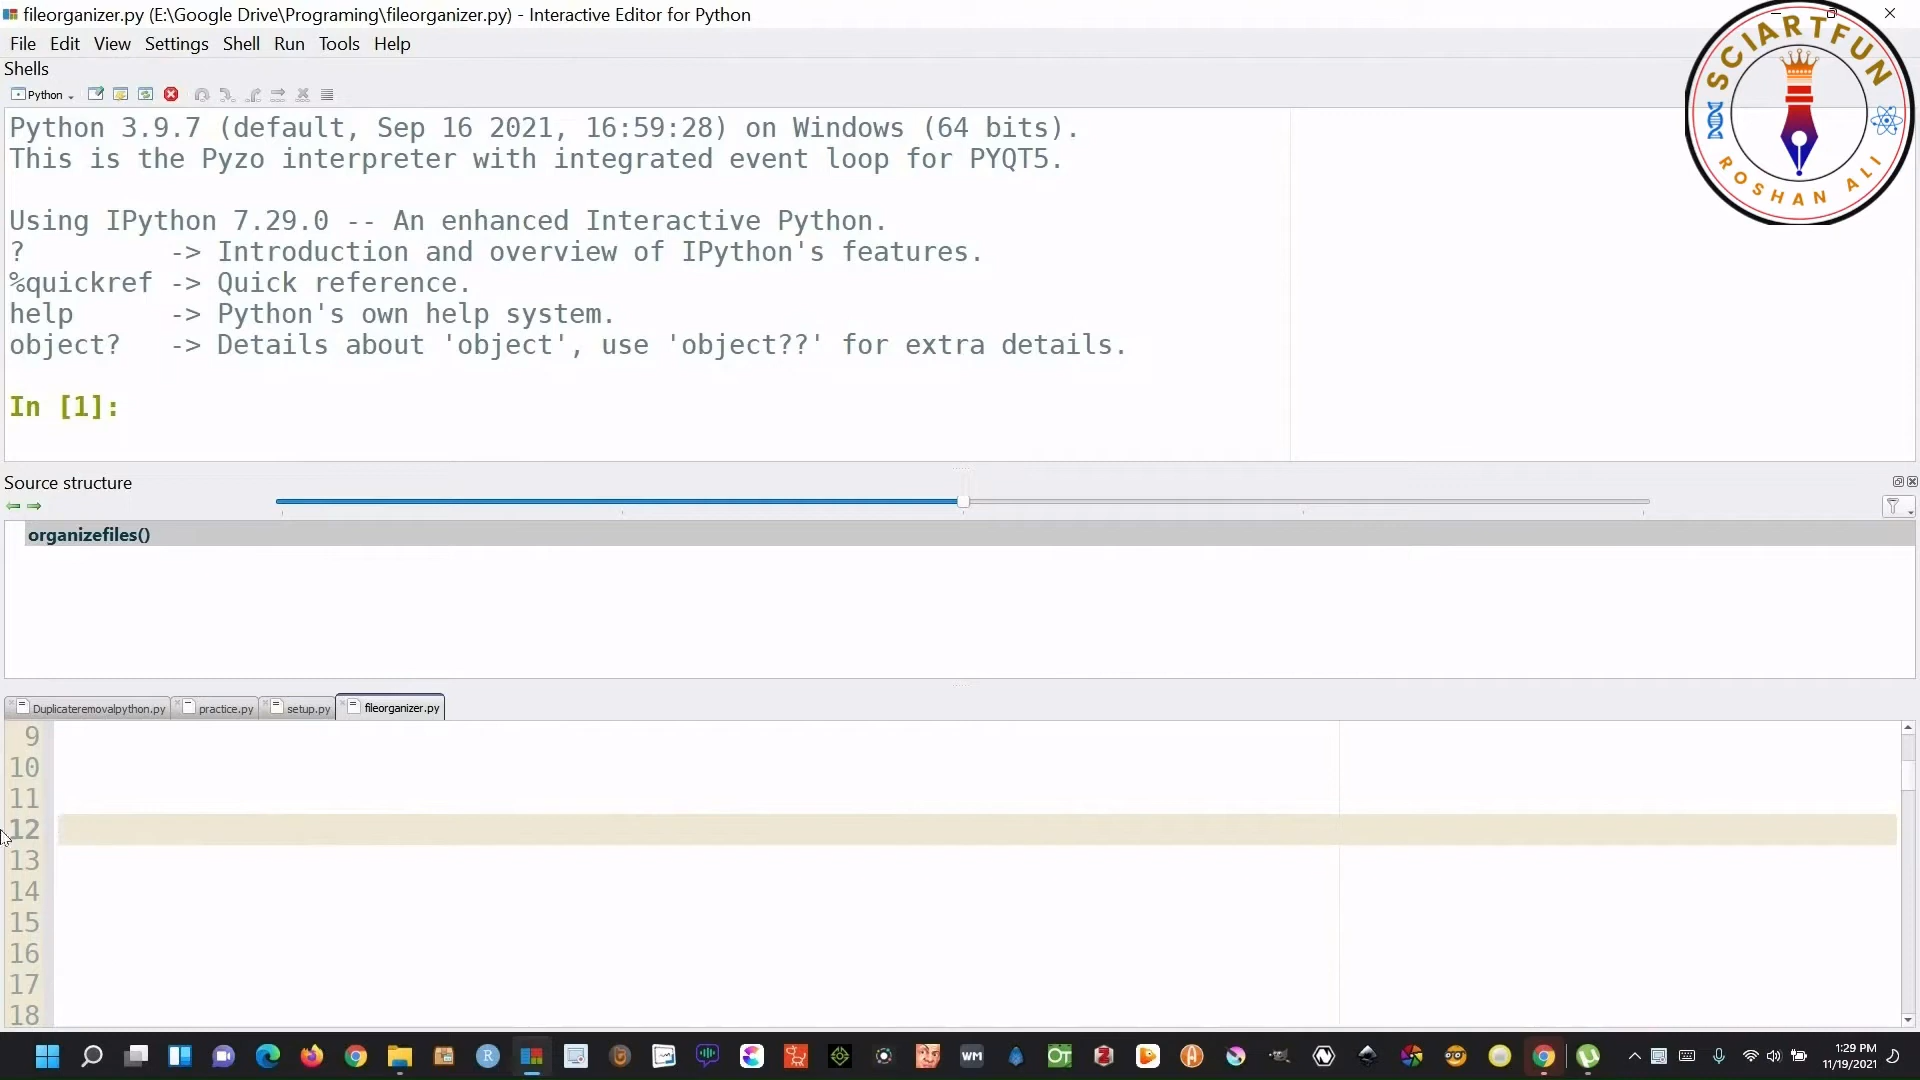 fileorganizer.py (E:\Google Drive\Programing\fileorganizer.py) - Interactive Editor for Python
File Edit View Settings Shell Run Tools Help
Shells
Python
Python 3.9.7 (default, Sep 16 2021, 16:59:28) on Windows (64 bits).
This is the Pyzo interpreter with integrated event loop for PYQT5.
Using IPython 7.29.0 -- An enhanced Interactive Python.
?         -> Introduction and overview of IPython's features.
%quickref -> Quick reference.
help      -> Python's own help system.
object?   -> Details about 'object', use 'object??' for extra details.
In [1]:
SCIARTFUN
ROSHAN ALI
Source structure
organizefiles()
Duplicateremovalpython.py practice.py setup.py fileorganizer.py
9
10
11
12
13
14
15
16
17
18
R WM OT Z
1:29 PM
11/19/2021